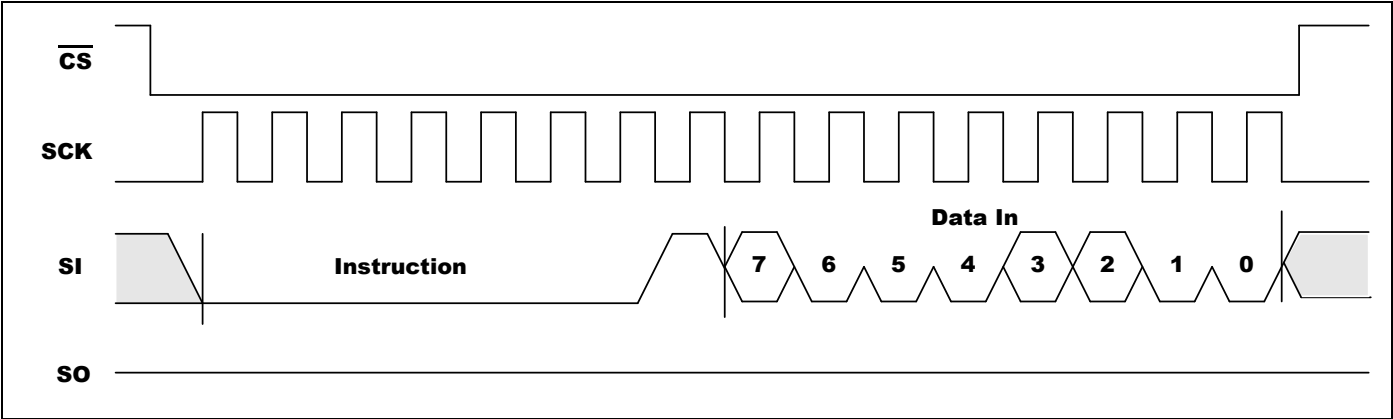 CS
SCK
Data In
SI Instruction 7 6 5 4 3 2 1 0
SO